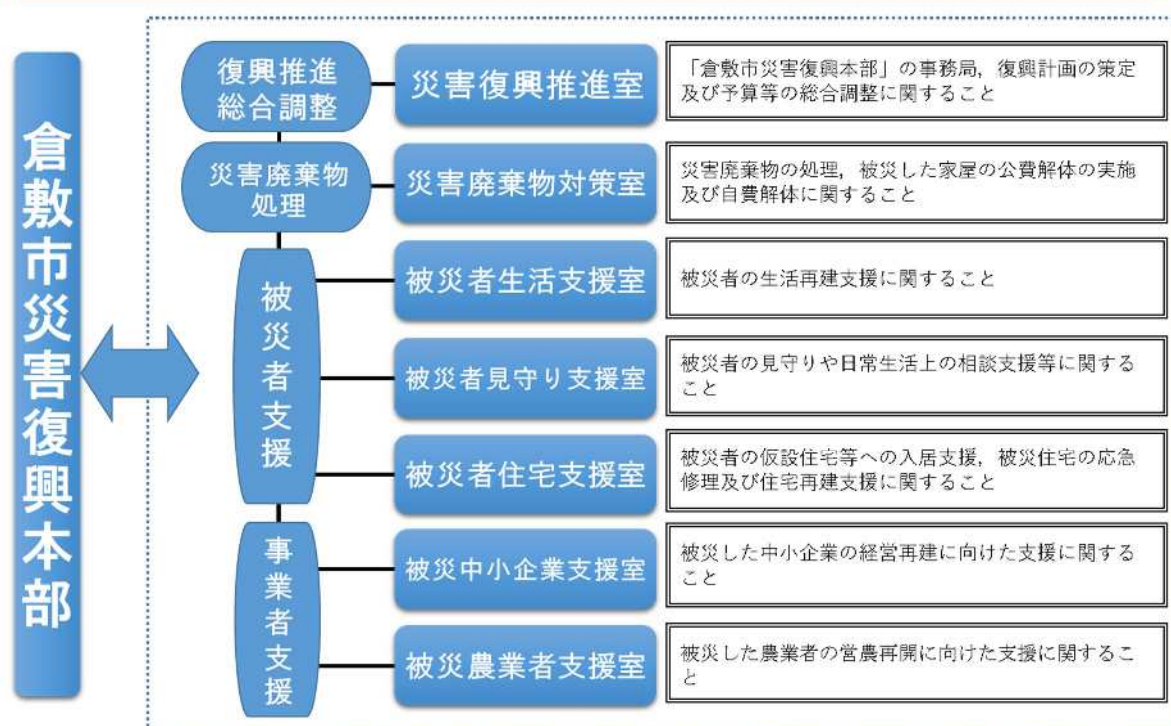 倉敷市災害復興本部
復興推進
総合調整
災害復興推進室
「倉敷市災害復興本部」の事務局，復興計画の策定
及び予算等の総合調整に関すること
災害廃棄物
処理
災害廃棄物対策室
災害廃棄物の処理，被災した家屋の公費解体の実施
及び自費解体に関すること
被災者支援
被災者生活支援室
被災者の生活再建支援に関すること
被災者見守り支援室
被災者の見守りや日常生活上の相談支援等に関する
こと
被災者住宅支援室
被災者の仮設住宅等への入居支援，被災住宅の応急
修理及び住宅再建支援に関すること
事業者支援
被災中小企業支援室
被災した中小企業の経営再建に向けた支援に関する
こと
被災農業者支援室
被災した農業者の営農再開に向けた支援に関するこ
と